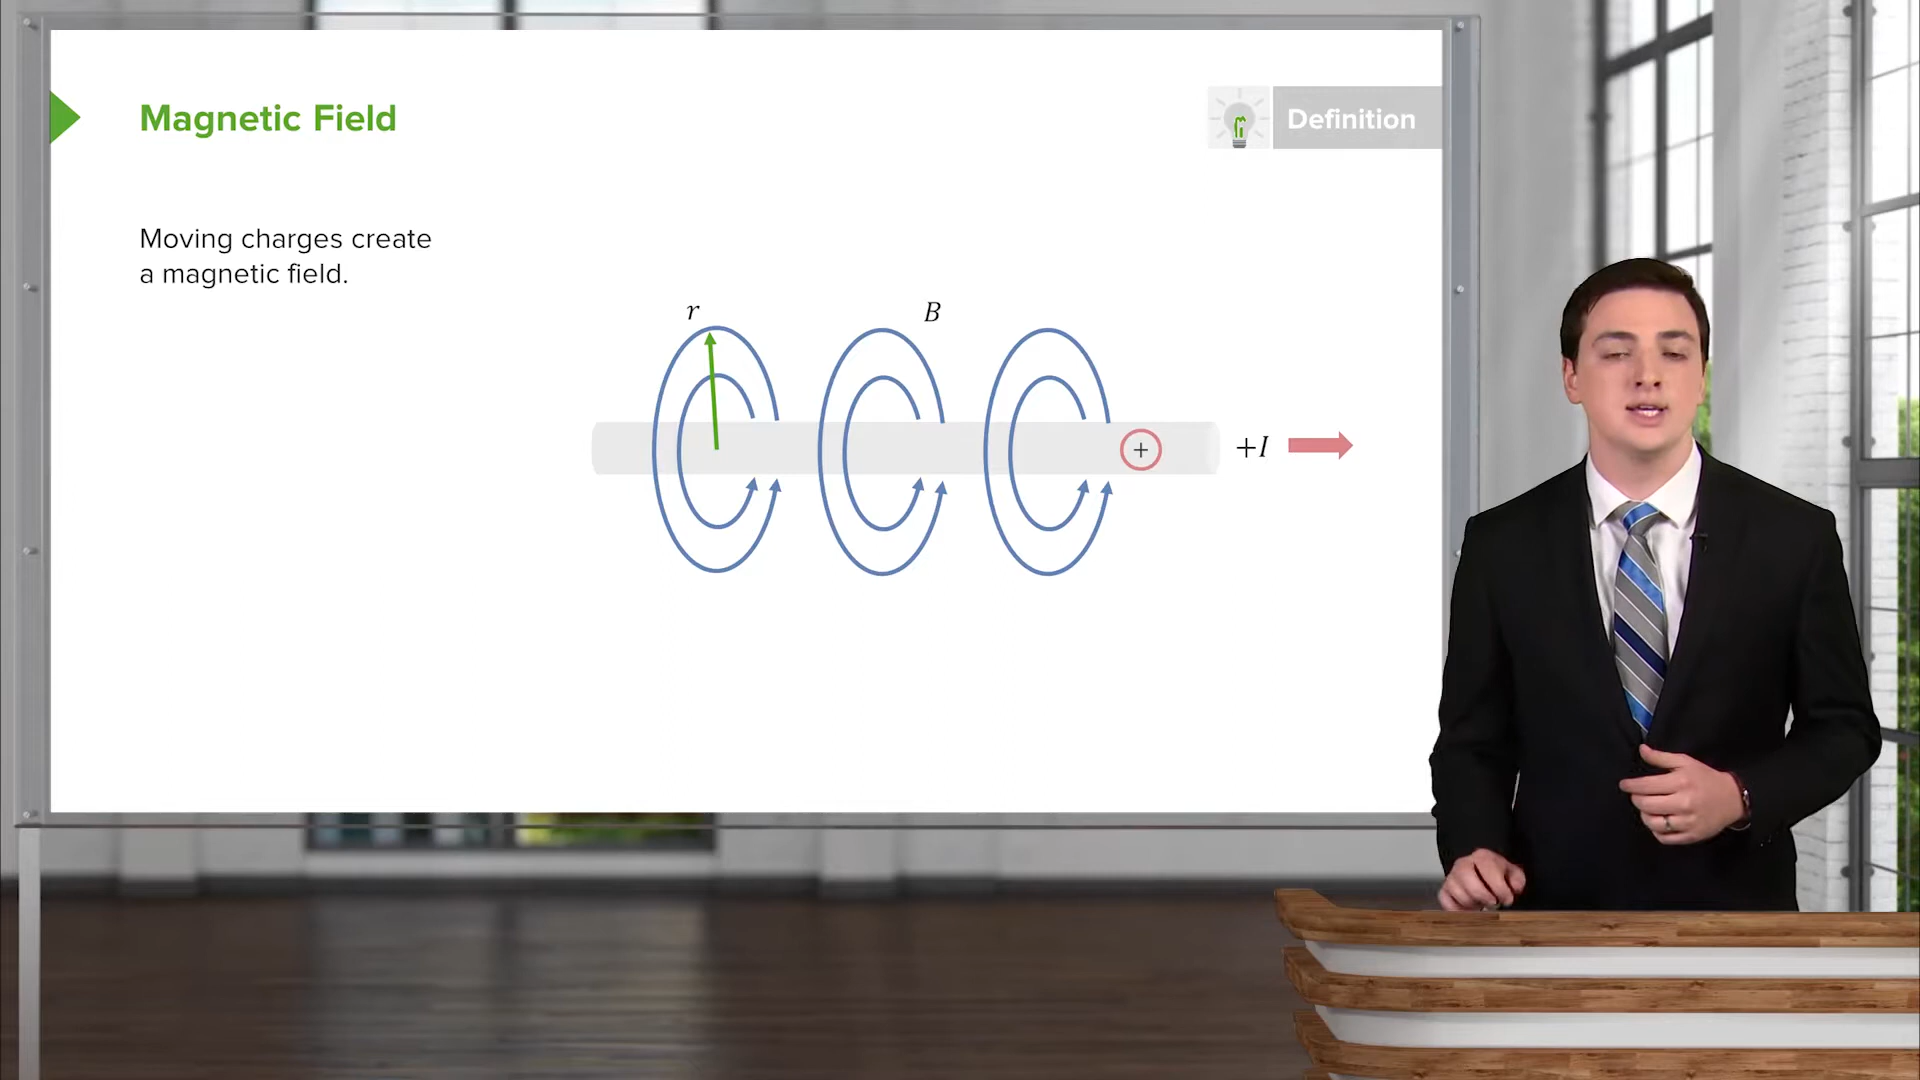 Magnetic Field
Definition
Moving charges create
a magnetic field.
r
B
+
+I